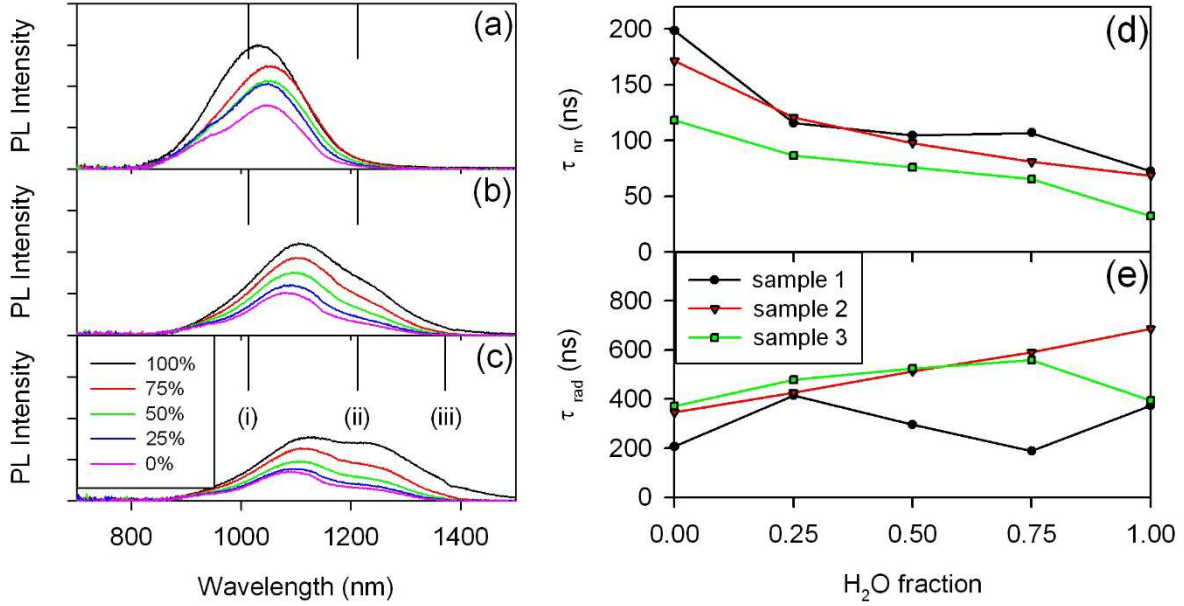 (a)
PL Intensity
(b)
PL Intensity
(c)
PL Intensity
100%
75%
50%
25%
0%
(i)
(ii)
(iii)
800
1000
1200
1400
Wavelength (nm)
(d)
200
150
100
50
0
τ nr (ns)
(e)
sample 1
sample 2
sample 3
800
600
400
200
0
τ rad (ns)
0.00
0.25
0.50
0.75
1.00
H₂O fraction